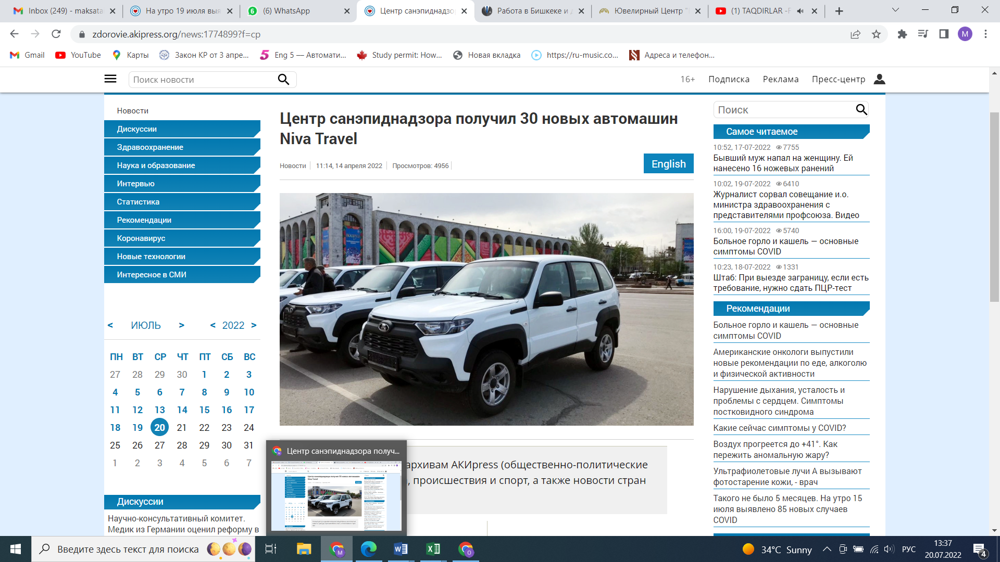 Inbox (249) - maksata
На утро 19 июля выя
(6) WhatsApp
Центр санэпиднадзо
Работа в Бишкеке и д
Ювелирный Центр "
(1) TAQDIRLAR -
zdorovie.akipress.org/news:1774899?f=cp
M
Gmail
YouTube
Карты
Закон КР от 3 апре...
Eng 5 — Автомати...
Study permit: How...
Новая вкладка
https://ru-music.co...
Адреса и телефон...
Поиск новости
16+
Подписка
Реклама
Пресс-центр
Новости
Дискуссии
Здравоохранение
Наука и образование
Интервью
Статистика
Рекомендации
Коронавирус
Новые технологии
Интересное в СМИ
< ИЮЛЬ > < 2022 >
ПН ВТ СР ЧТ ПТ СБ ВС
27 28 29 30 1 2 3
4 5 6 7 8 9 10
11 12 13 14 15 16 17
18 19 20 21 22 23 24
25 26 27 28 29 30 31
1 2 3 4 5 6 7
Дискуссии
Научно-консультативный комитет.
Медик из Германии оценил реформу в
Центр санэпиднадзора получил 30 новых автомашин
Niva Travel
Новости
11:14, 14 апреля 2022
Просмотров: 4956
English
архивам АКИpress (общественно-политические
, происшествия и спорт, а также новости стран
Центр санэпиднадзора получ...
Поиск
Самое читаемое
10:52, 17-07-2022 7755
Бывший муж напал на женщину. Ей
нанесено 16 ножевых ранений
10:02, 19-07-2022 6410
Журналист сорвал совещание и.о.
министра здравоохранения с
представителями профсоюза. Видео
16:00, 19-07-2022 5740
Больное горло и кашель — основные
симптомы COVID
10:23, 18-07-2022 1331
Штаб: При выезде заграницу, если есть
требование, нужно сдать ПЦР-тест
Рекомендации
Больное горло и кашель — основные
симптомы COVID
Американские онкологи выпустили
новые рекомендации по еде, алкоголю
и физической активности
Нарушение дыхания, усталость и
проблемы с сердцем. Симптомы
постковидного синдрома
Какие сейчас симптомы у COVID?
Воздух прогреется до +41°. Как
пережить аномальную жару?
Ультрафиолетовые лучи А вызывают
фотостарение кожи, - врач
Такого не было 5 месяцев. На утро 15
июля выявлено 85 новых случаев
COVID
Введите здесь текст для поиска
34°C Sunny
РУС
13:37
20.07.2022
4